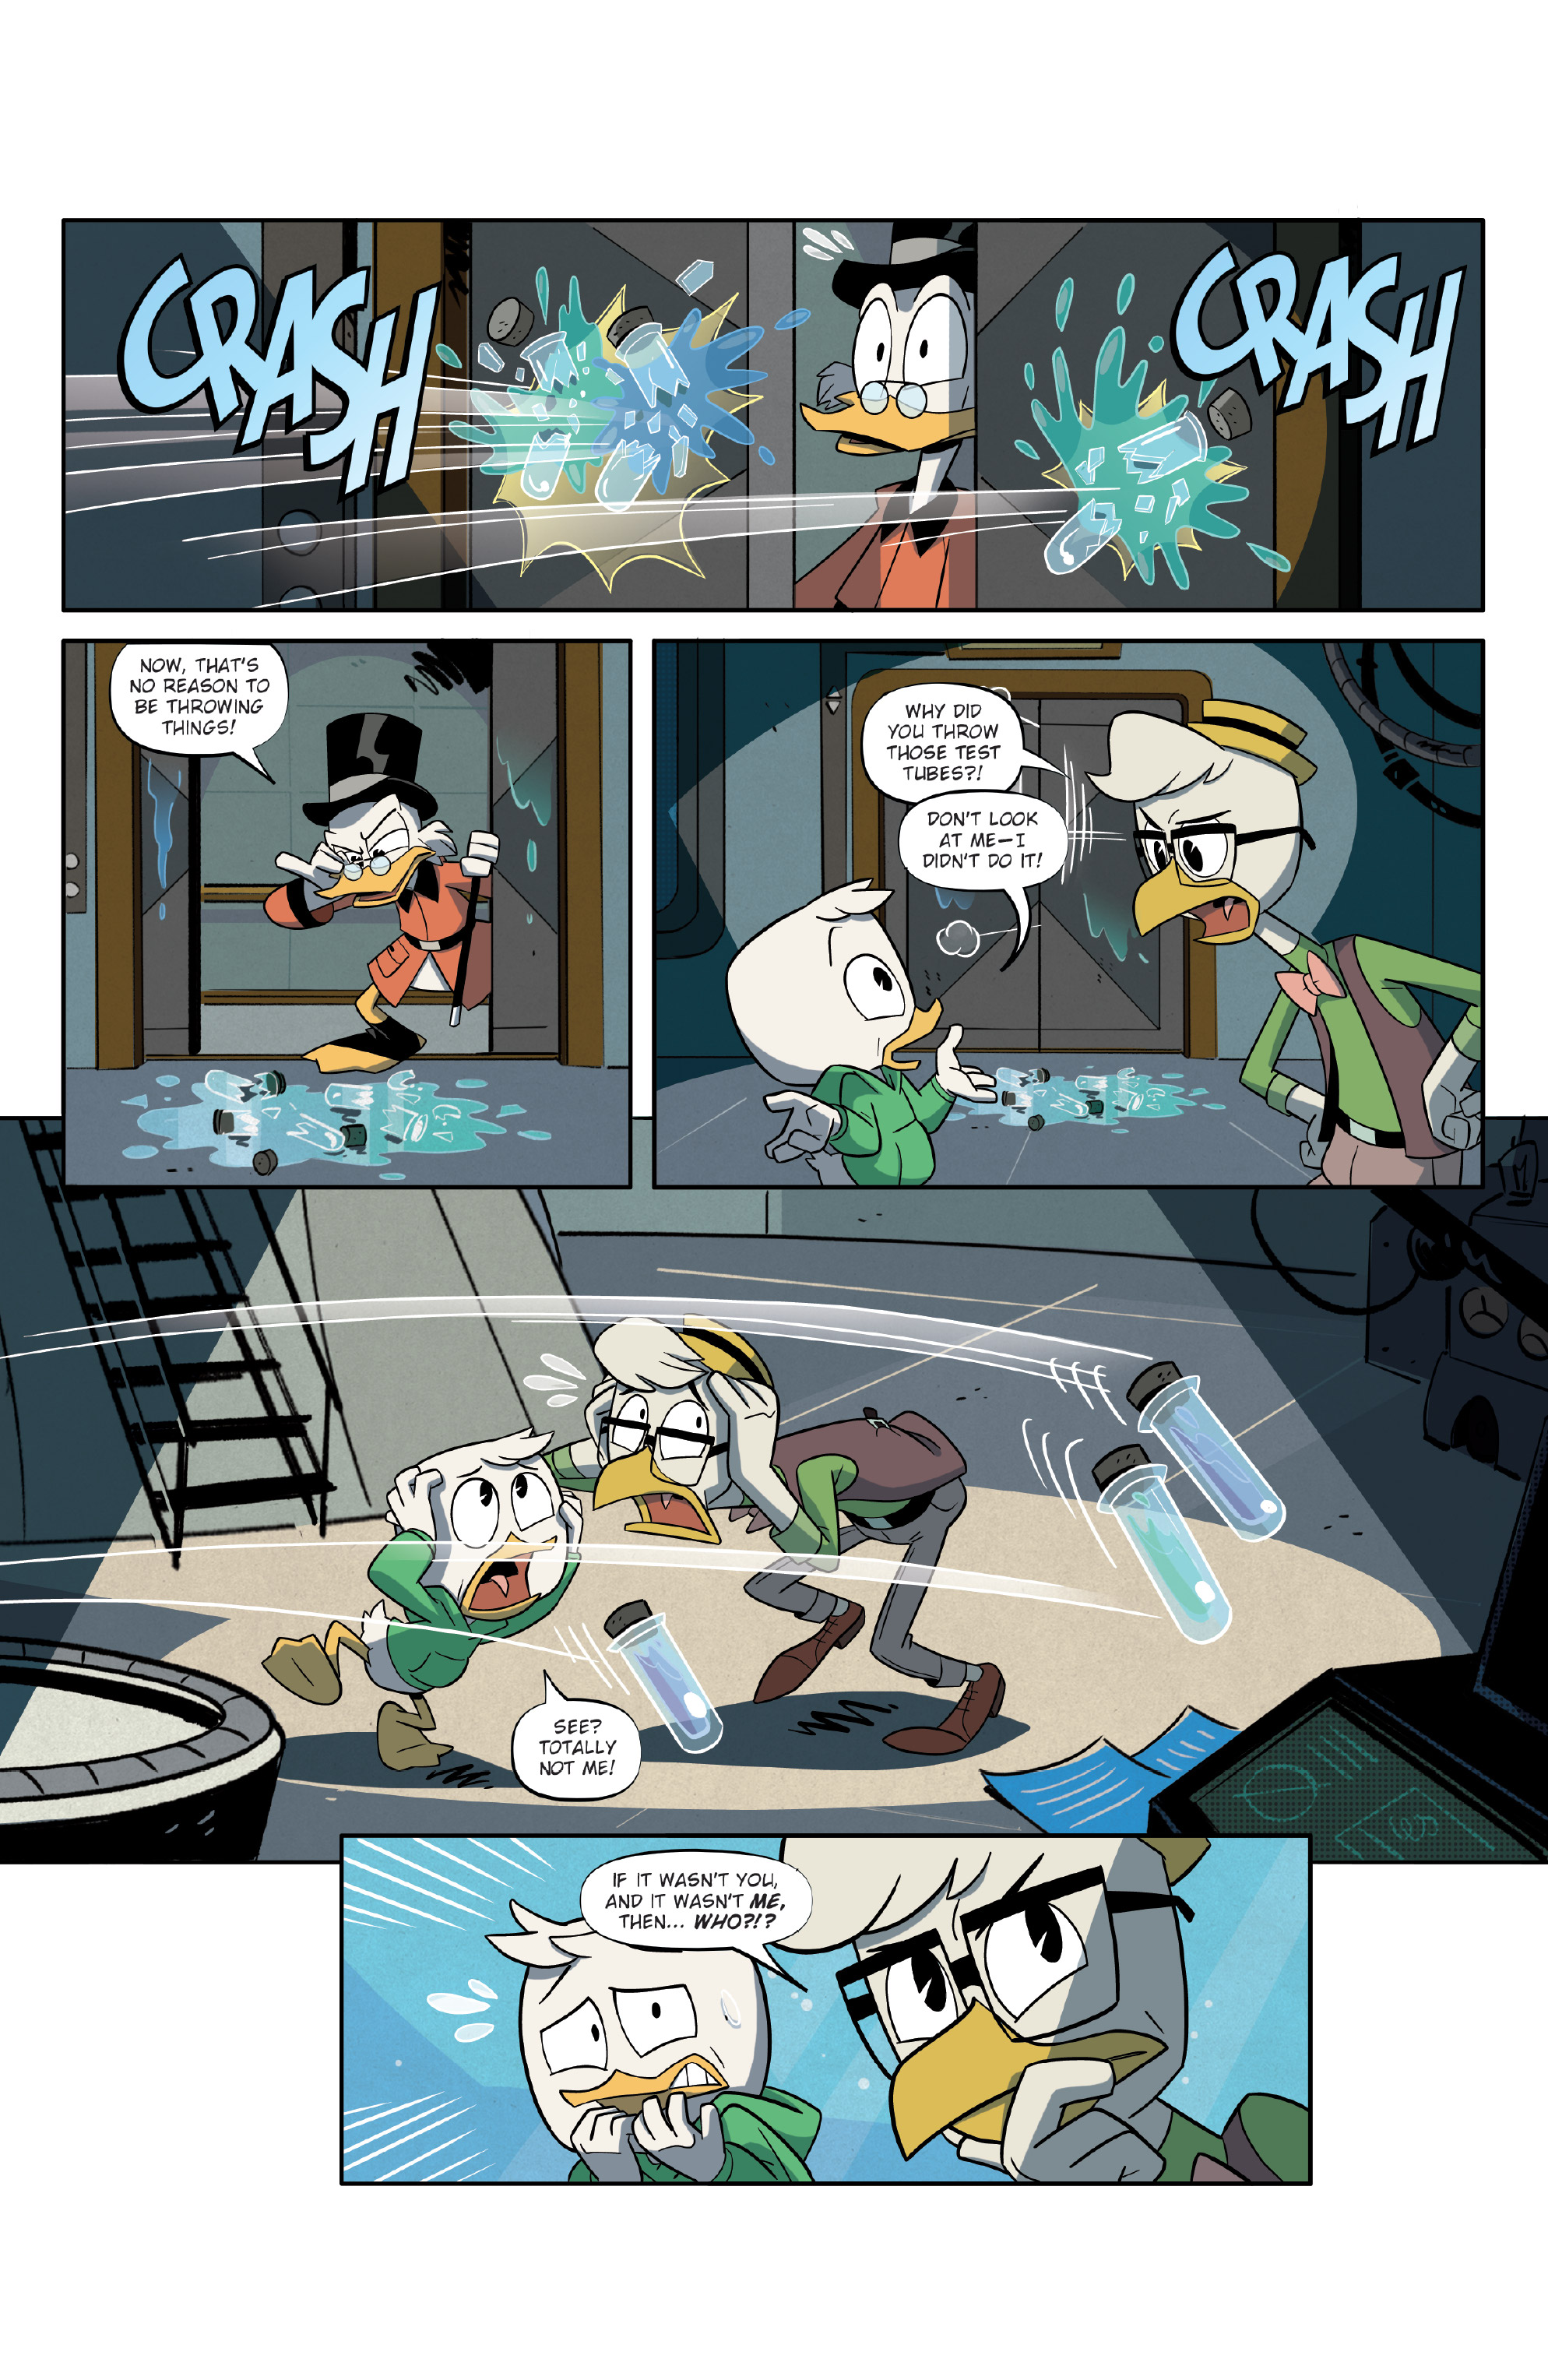 CRASH
CRASH
NOW, THAT'S
NO REASON TO
BE THROWING
THINGS!
WHY DID
YOU THROW
THOSE TEST
TUBES?!
DON'T LOOK
AT ME—I
DIDN'T DO IT!
SEE?
TOTALLY
NOT ME!
IF IT WASN'T YOU,
AND IT WASN'T ME,
THEN... WHO?!?